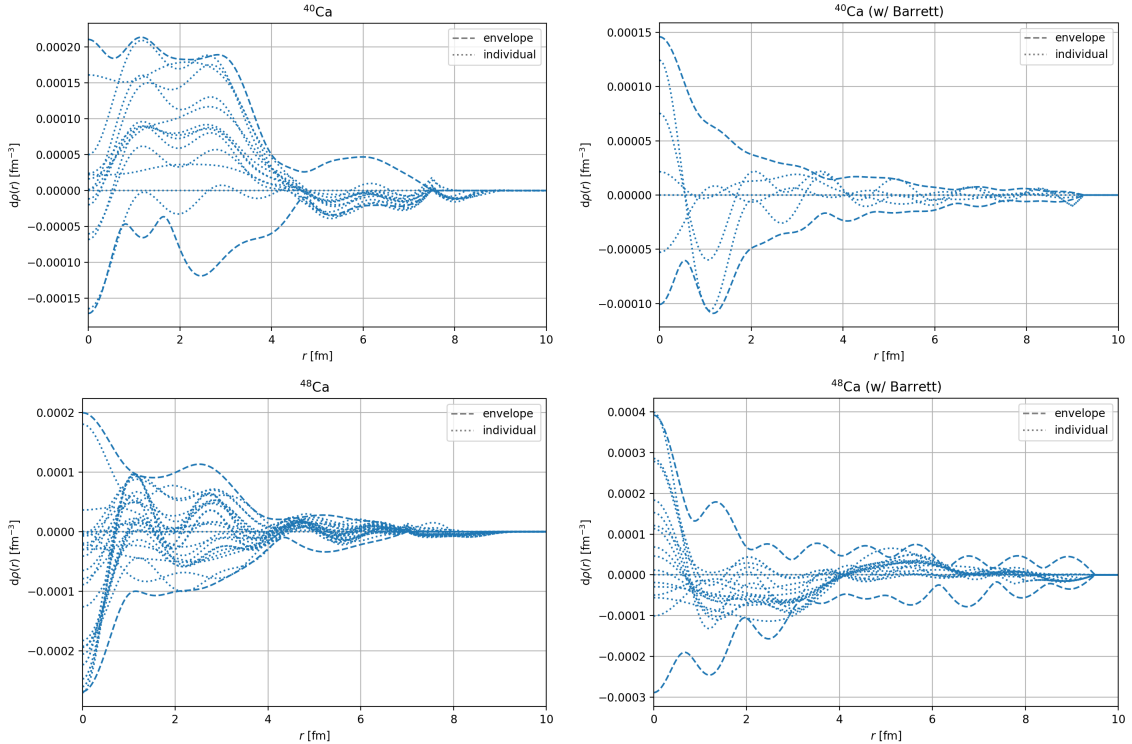 ⁴⁰Ca
dρ(r) [fm⁻³]
0.00020
0.00015
0.00010
0.00005
0.00000
−0.00005
−0.00010
−0.00015
envelope
individual
0 2 4 6 8 10
r [fm]
⁴⁰Ca (w/ Barrett)
dρ(r) [fm⁻³]
0.00015
0.00010
0.00005
0.00000
−0.00005
−0.00010
envelope
individual
0 2 4 6 8 10
r [fm]
⁴⁸Ca
dρ(r) [fm⁻³]
0.0002
0.0001
0.0000
−0.0001
−0.0002
envelope
individual
0 2 4 6 8 10
r [fm]
⁴⁸Ca (w/ Barrett)
dρ(r) [fm⁻³]
0.0004
0.0003
0.0002
0.0001
0.0000
−0.0001
−0.0002
−0.0003
envelope
individual
0 2 4 6 8 10
r [fm]